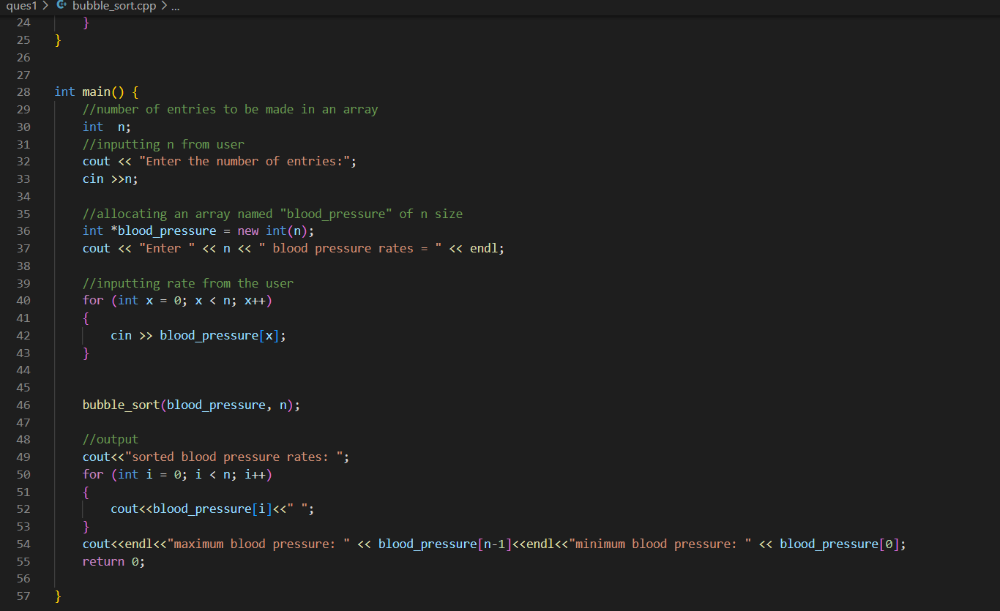 ques1 > bubble_sort.cpp > ...
24 }
25 }
26
27
28 int main() {
29 //number of entries to be made in an array
30 int  n;
31 //inputting n from user
32 cout << "Enter the number of entries:";
33 cin >>n;
34
35 //allocating an array named "blood_pressure" of n size
36 int *blood_pressure = new int(n);
37 cout << "Enter " << n << " blood pressure rates = " << endl;
38
39 //inputting rate from the user
40 for (int x = 0; x < n; x++)
41 {
42 cin >> blood_pressure[x];
43 }
44
45
46 bubble_sort(blood_pressure, n);
47
48 //output
49 cout<<"sorted blood pressure rates: ";
50 for (int i = 0; i < n; i++)
51 {
52 cout<<blood_pressure[i]<<" ";
53 }
54 cout<<endl<<"maximum blood pressure: " << blood_pressure[n-1]<<endl<<"minimum blood pressure: " << blood_pressure[0];
55 return 0;
56
57 }